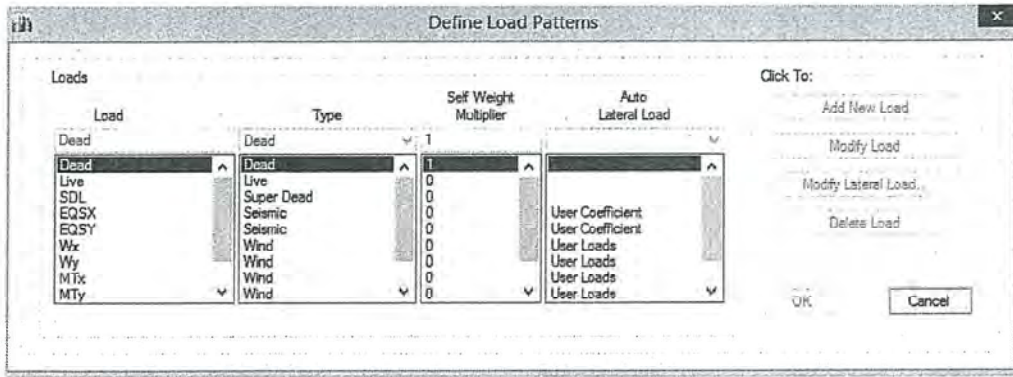 Define Load Patterns
x
Loads
Click To:
Load Type Self Weight Multiplier Auto Lateral Load
Dead Dead 1
Dead Dead 1
Live Live 0
SDL Super Dead 0
EQSX Seismic 0 User Coefficient
EQSY Seismic 0 User Coefficient
Wx Wind 0 User Loads
Wy Wind 0 User Loads
MTx Wind 0 User Loads
MTy Wind 0 User Loads
Add New Load
Modify Load
Modify Lateral Load..
Delete Load
OK Cancel